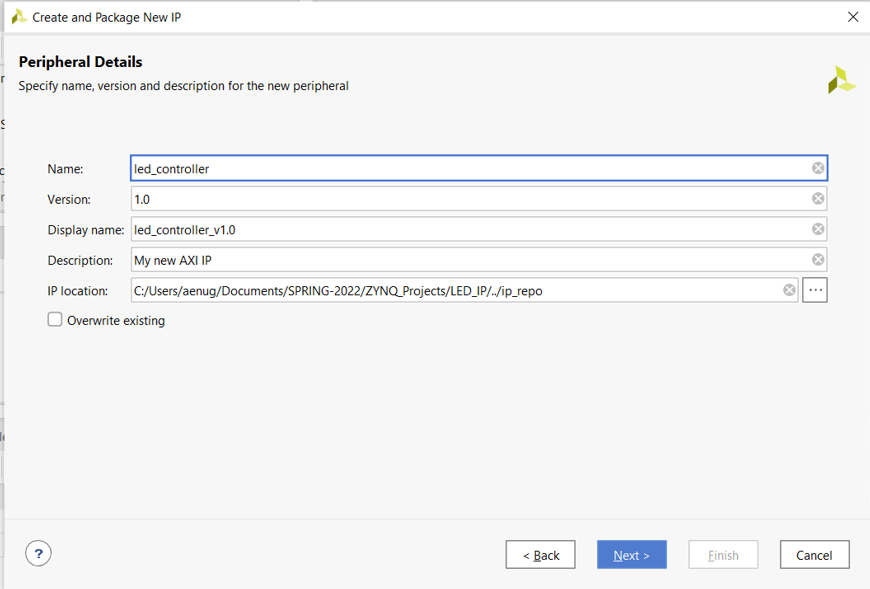 Create and Package New IP
Peripheral Details
Specify name, version and description for the new peripheral
Name: led_controller
Version: 1.0
Display name: led_controller_v1.0
Description: My new AXI IP
IP location: C:/Users/aenug/Documents/SPRING-2022/ZYNQ_Projects/LED_IP/../ip_repo ...
Overwrite existing
? < Back Next > Finish Cancel